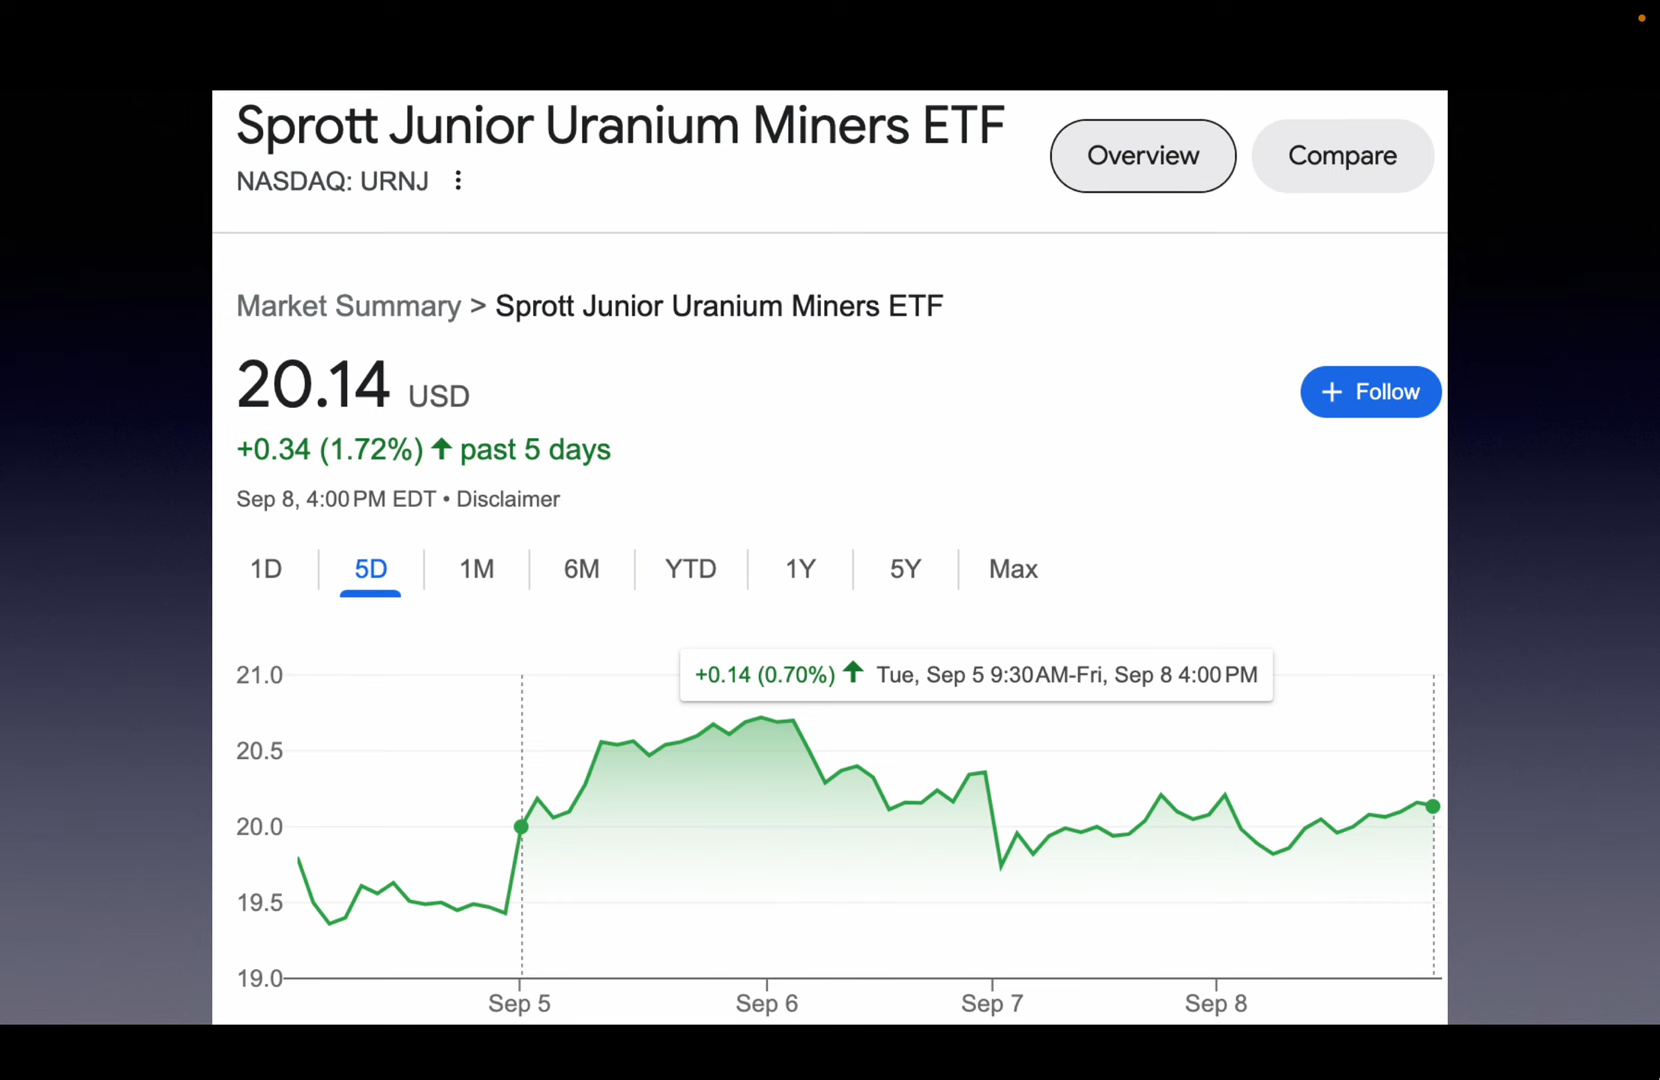 Sprott Junior Uranium Miners ETF
NASDAQ: URNJ
Overview
Compare
Market Summary > Sprott Junior Uranium Miners ETF
20.14 USD
+ Follow
+0.34 (1.72%) ↑ past 5 days
Sep 8, 4:00 PM EDT • Disclaimer
1D 5D 1M 6M YTD 1Y 5Y Max
+0.14 (0.70%) ↑ Tue, Sep 5 9:30 AM-Fri, Sep 8 4:00 PM
21.0
20.5
20.0
19.5
19.0
Sep 5 Sep 6 Sep 7 Sep 8